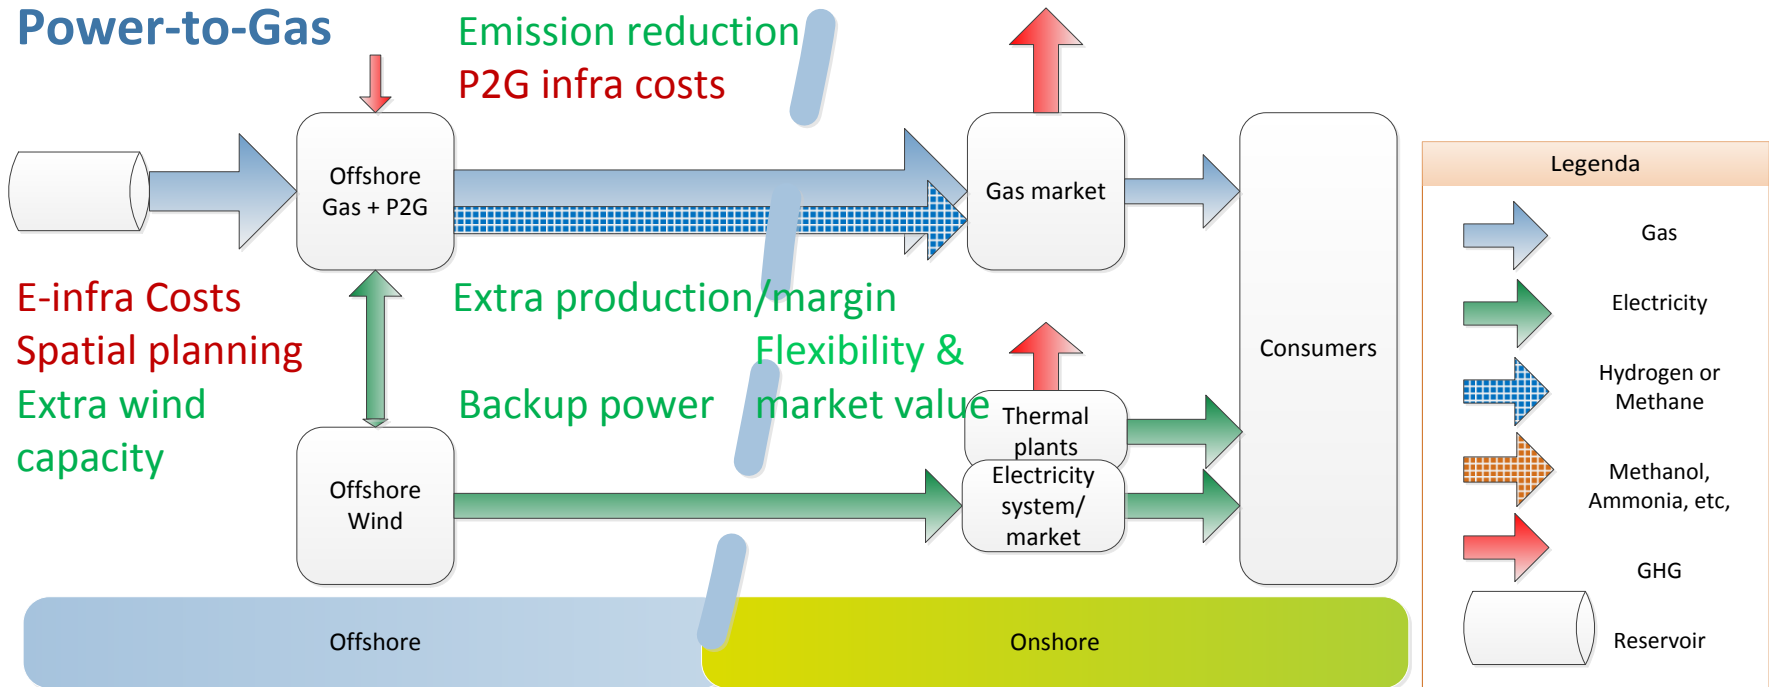 Power-to-Gas
Emission reduction
P2G infra costs
Offshore
Gas + P2G
Gas market
Consumers
E-infra Costs
Spatial planning
Extra wind
capacity
Extra production/margin
Flexibility &
Backup power
market value
Thermal
plants
Electricity
system/
market
Offshore
Wind
Offshore
Onshore
Legenda
Gas
Electricity
Hydrogen or
Methane
Methanol,
Ammonia, etc,
GHG
Reservoir